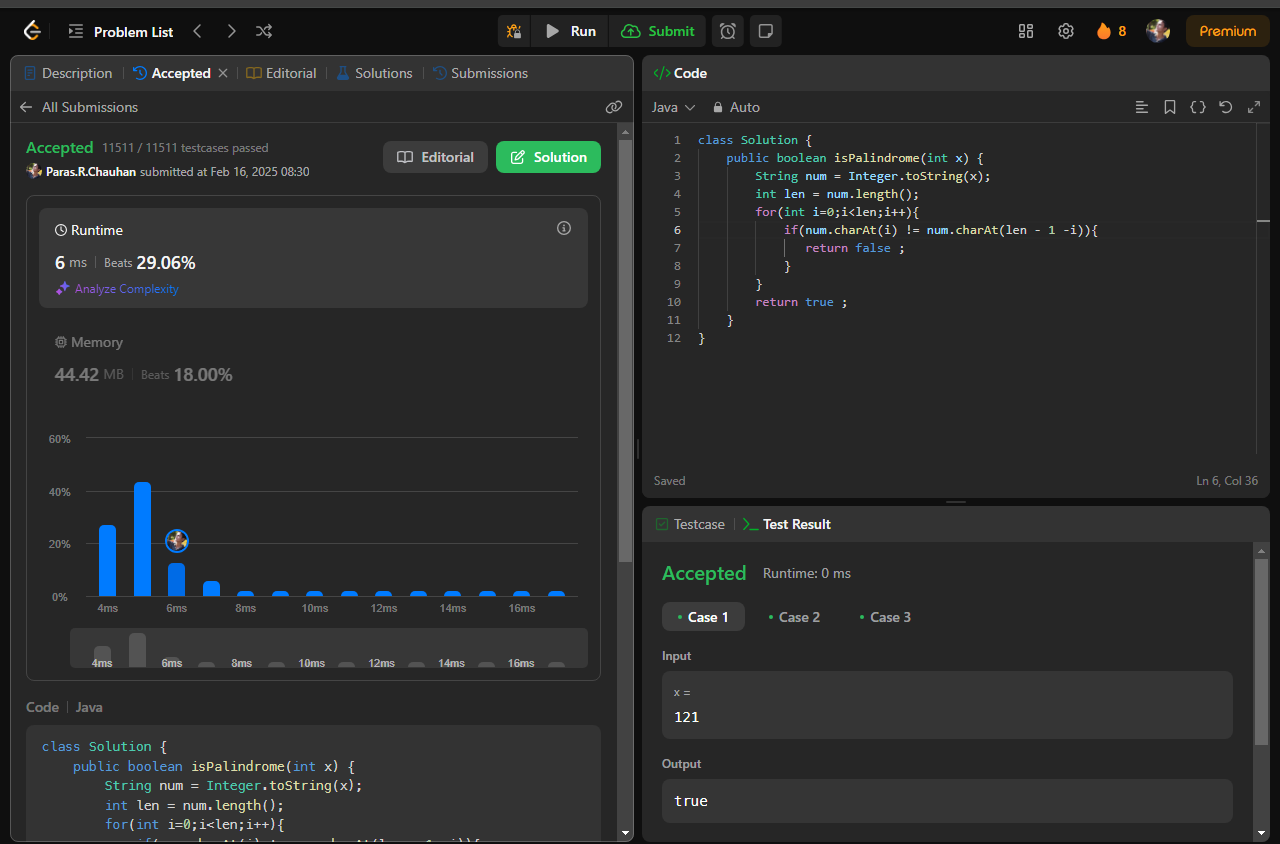 Problem List
Run
Submit
8
Premium
Description
Accepted
Editorial
Solutions
Submissions
All Submissions
Accepted 11511 / 11511 testcases passed
Paras.R.Chauhan submitted at Feb 16, 2025 08:30
Editorial
Solution
Runtime
6 ms Beats 29.06%
Analyze Complexity
Memory
44.42 MB Beats 18.00%
60%
40%
20%
0%
4ms 6ms 8ms 10ms 12ms 14ms 16ms
4ms 6ms 8ms 10ms 12ms 14ms 16ms
Code Java
class Solution {
    public boolean isPalindrome(int x) {
        String num = Integer.toString(x);
        int len = num.length();
        for(int i=0;i<len;i++){
</> Code
Java Auto
1 class Solution {
2     public boolean isPalindrome(int x) {
3         String num = Integer.toString(x);
4         int len = num.length();
5         for(int i=0;i<len;i++){
6             if(num.charAt(i) != num.charAt(len - 1 -i)){
7                return false ;
8             }
9         }
10         return true ;
11     }
12 }
Saved Ln 6, Col 36
Testcase
>_ Test Result
Accepted Runtime: 0 ms
• Case 1 • Case 2 • Case 3
Input
x =
121
Output
true